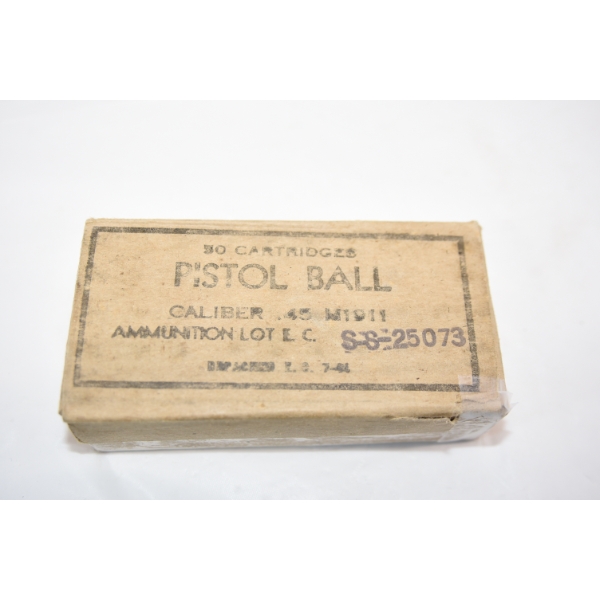 50 CARTRIDGES
PISTOL BALL
CALIBER .45 M1911
AMMUNITION LOT E. C. S-S-25073